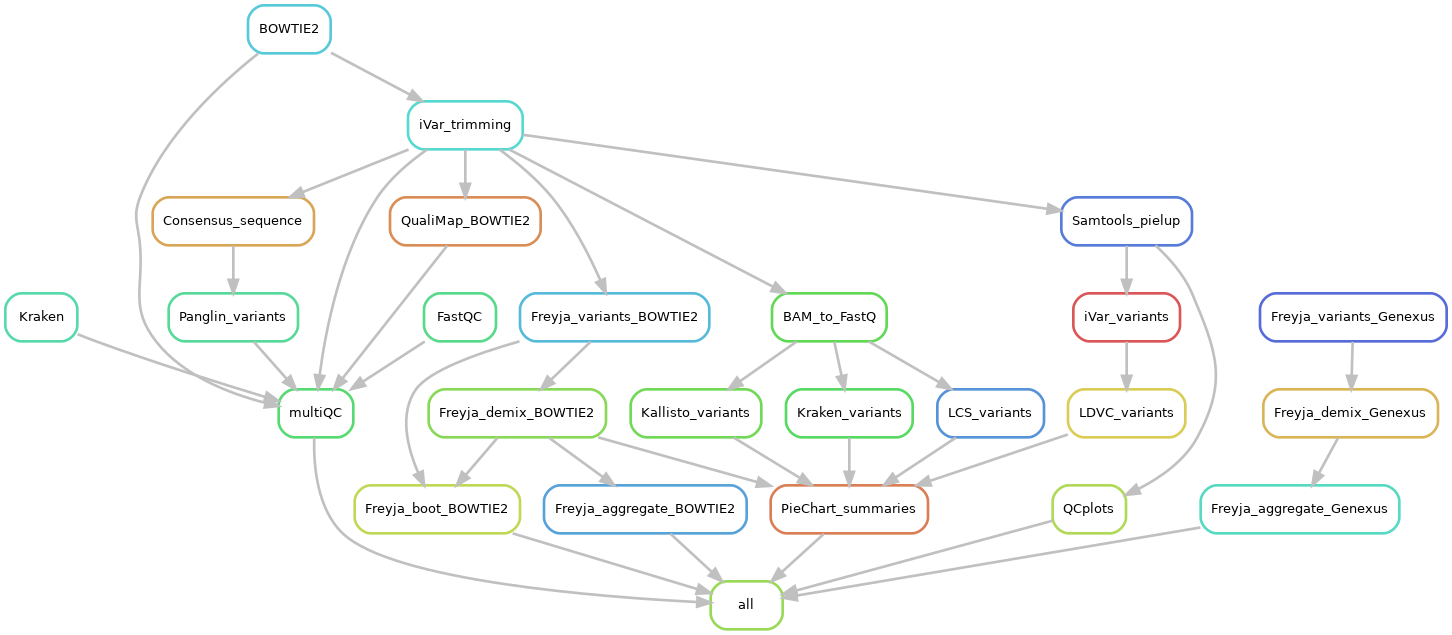 BOWTIE2
iVar_trimming
Consensus_sequence
QualiMap_BOWTIE2
Samtools_pielup
Kraken
Panglin_variants
FastQC
Freyja_variants_BOWTIE2
BAM_to_FastQ
iVar_variants
Freyja_variants_Genexus
multiQC
Freyja_demix_BOWTIE2
Kallisto_variants
Kraken_variants
LCS_variants
LDVC_variants
Freyja_demix_Genexus
Freyja_boot_BOWTIE2
Freyja_aggregate_BOWTIE2
PieChart_summaries
QCplots
Freyja_aggregate_Genexus
all